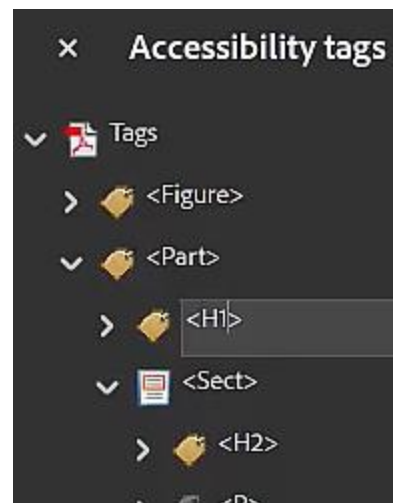 Accessibility tags
Tags
<Figure>
<Part>
<H1>
<Sect>
<H2>